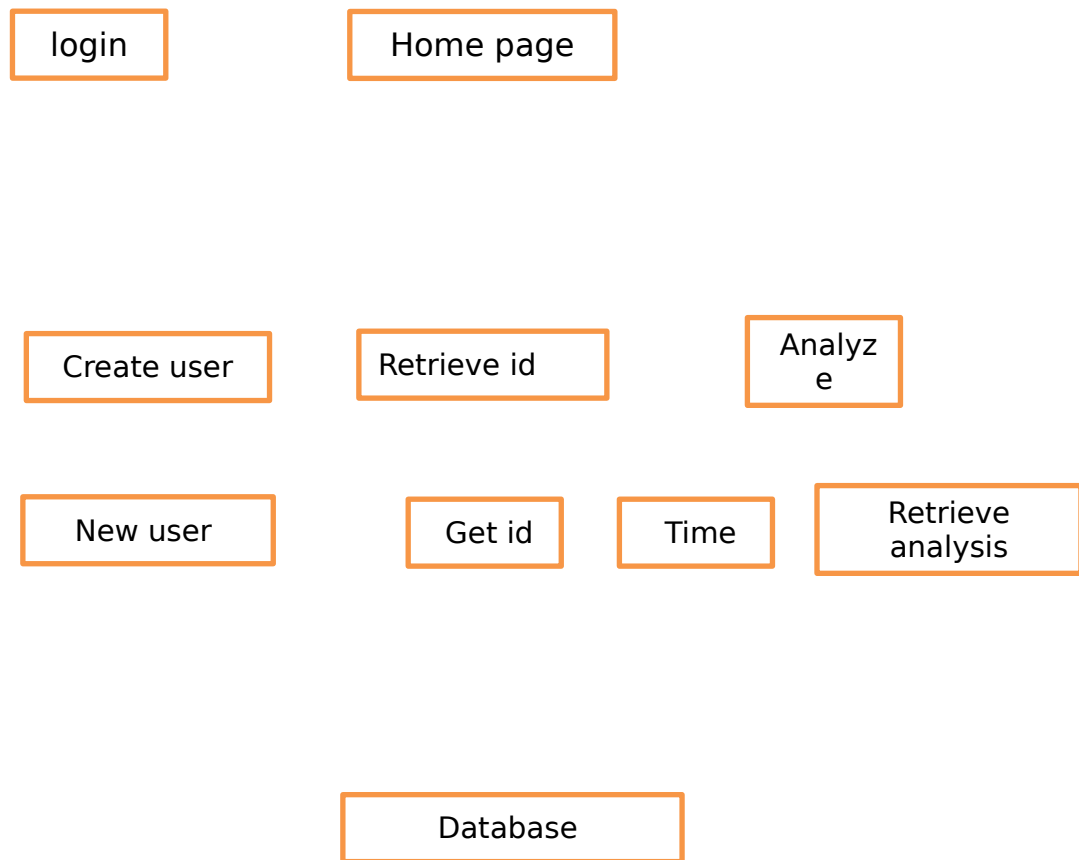 login
Home page
Create user
Retrieve id
Analyz
e
New user
Get id
Time
Retrieve
analysis
Database